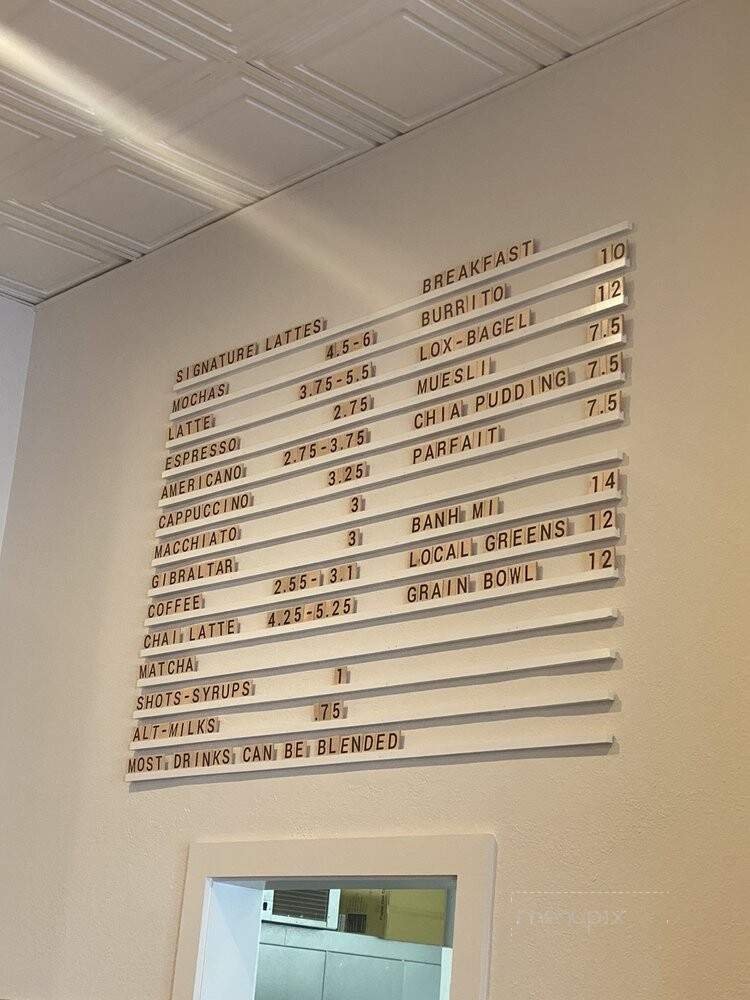 SIGNATURE LATTES BREAKFAST
MOCHAS 4.5-6 BURRITO 10
LATTE 3.75-5.5 LOX-BAGEL 12
ESPRESSO 2.75 MUESLI 7.5
AMERICANO 2.75-3.75 CHIA PUDDING 7.5
CAPPUCCINO 3.25 PARFAIT 7.5
MACCHIATO 3
GIBRALTAR 3 BANH MI 14
COFFEE 2.55- 3.1 LOCAL GREENS 12
CHAI LATTE 4.25-5.25 GRAIN BOWL 12
MATCHA
SHOTS-SYRUPS 1
ALT-MILKS .75
MOST DRINKS CAN BE BLENDED
menupix